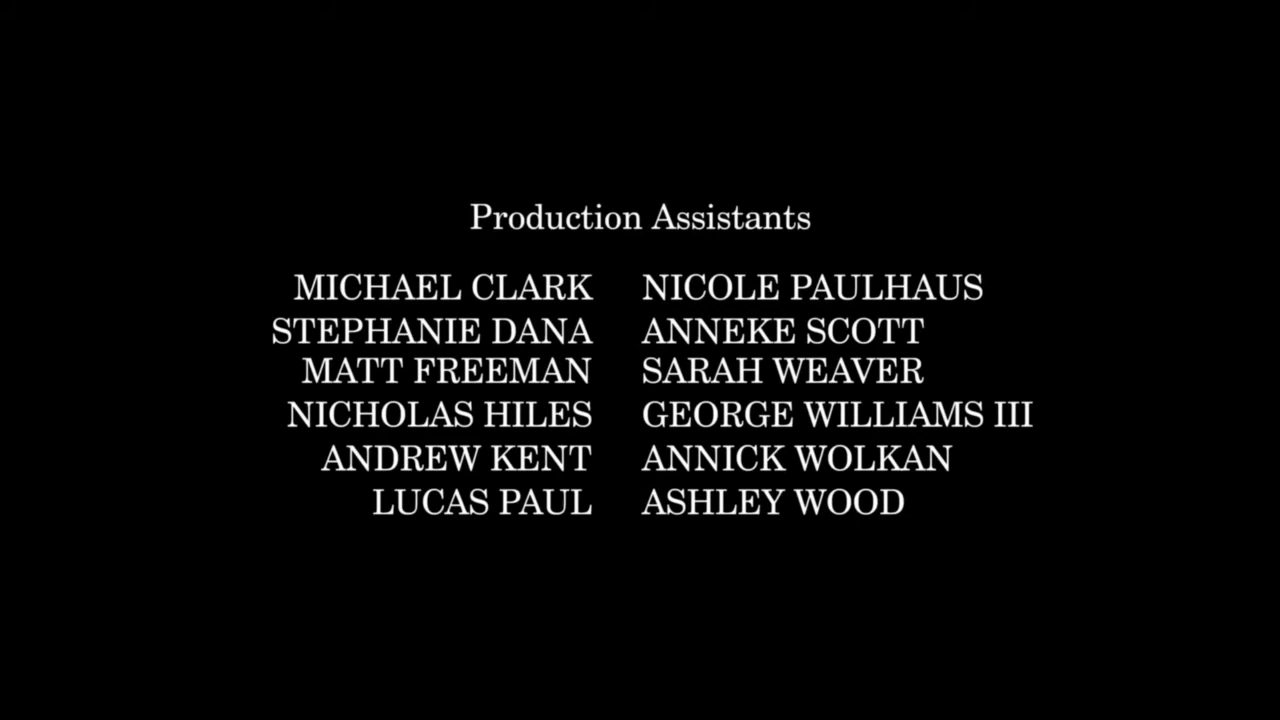 Production Assistants
MICHAEL CLARK NICOLE PAULHAUS
STEPHANIE DANA ANNEKE SCOTT
MATT FREEMAN SARAH WEAVER
NICHOLAS HILES GEORGE WILLIAMS III
ANDREW KENT ANNICK WOLKAN
LUCAS PAUL ASHLEY WOOD